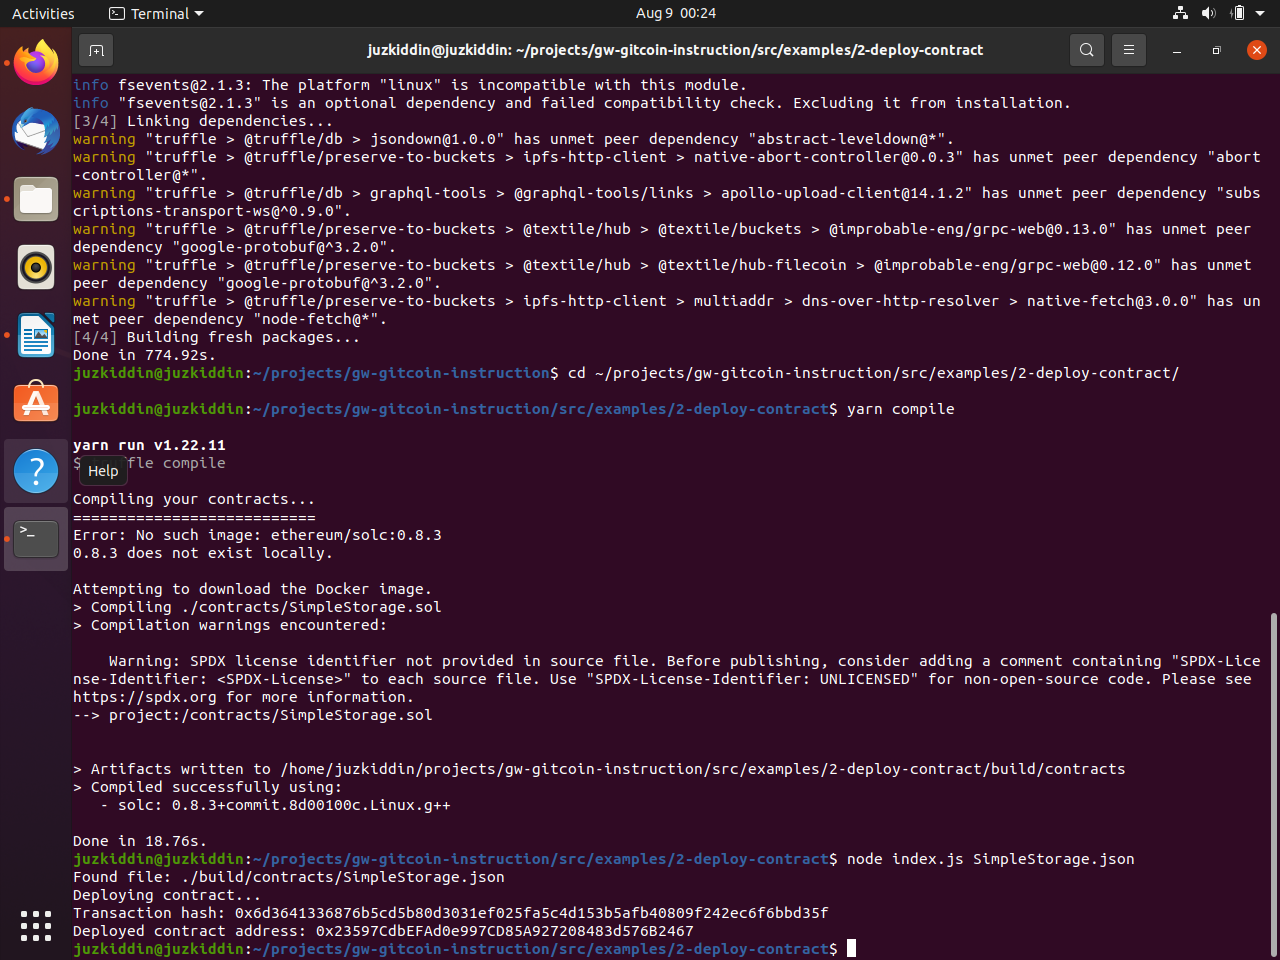 Activities
Terminal
Aug 9 00:24
juzkiddin@juzkiddin: ~/projects/gw-gitcoin-instruction/src/examples/2-deploy-contract
info fsevents@2.1.3: The platform "linux" is incompatible with this module.
info "fsevents@2.1.3" is an optional dependency and failed compatibility check. Excluding it from installation.
[3/4] Linking dependencies...
warning "truffle > @truffle/db > jsondown@1.0.0" has unmet peer dependency "abstract-leveldown@*".
warning "truffle > @truffle/preserve-to-buckets > ipfs-http-client > native-abort-controller@0.0.3" has unmet peer dependency "abort
-controller@*".
warning "truffle > @truffle/db > graphql-tools > @graphql-tools/links > apollo-upload-client@14.1.2" has unmet peer dependency "subs
criptions-transport-ws@^0.9.0".
warning "truffle > @truffle/preserve-to-buckets > @textile/hub > @textile/buckets > @improbable-eng/grpc-web@0.13.0" has unmet peer
dependency "google-protobuf@^3.2.0".
warning "truffle > @truffle/preserve-to-buckets > @textile/hub > @textile/hub-filecoin > @improbable-eng/grpc-web@0.12.0" has unmet
peer dependency "google-protobuf@^3.2.0".
warning "truffle > @truffle/preserve-to-buckets > ipfs-http-client > multiaddr > dns-over-http-resolver > native-fetch@3.0.0" has un
met peer dependency "node-fetch@*".
[4/4] Building fresh packages...
Done in 774.92s.
juzkiddin@juzkiddin:~/projects/gw-gitcoin-instruction$ cd ~/projects/gw-gitcoin-instruction/src/examples/2-deploy-contract/
juzkiddin@juzkiddin:~/projects/gw-gitcoin-instruction/src/examples/2-deploy-contract$ yarn compile
yarn run v1.22.11
$ ffle compile
Help
Compiling your contracts...
===========================
Error: No such image: ethereum/solc:0.8.3
0.8.3 does not exist locally.
Attempting to download the Docker image.
> Compiling ./contracts/SimpleStorage.sol
> Compilation warnings encountered:
Warning: SPDX license identifier not provided in source file. Before publishing, consider adding a comment containing "SPDX-Lice
nse-Identifier: <SPDX-License>" to each source file. Use "SPDX-License-Identifier: UNLICENSED" for non-open-source code. Please see
https://spdx.org for more information.
--> project:/contracts/SimpleStorage.sol
> Artifacts written to /home/juzkiddin/projects/gw-gitcoin-instruction/src/examples/2-deploy-contract/build/contracts
> Compiled successfully using:
- solc: 0.8.3+commit.8d00100c.Linux.g++
Done in 18.76s.
juzkiddin@juzkiddin:~/projects/gw-gitcoin-instruction/src/examples/2-deploy-contract$ node index.js SimpleStorage.json
Found file: ./build/contracts/SimpleStorage.json
Deploying contract...
Transaction hash: 0x6d3641336876b5cd5b80d3031ef025fa5c4d153b5afb40809f242ec6f6bbd35f
Deployed contract address: 0x23597CdbEFAd0e997CD85A927208483d576B2467
juzkiddin@juzkiddin:~/projects/gw-gitcoin-instruction/src/examples/2-deploy-contract$